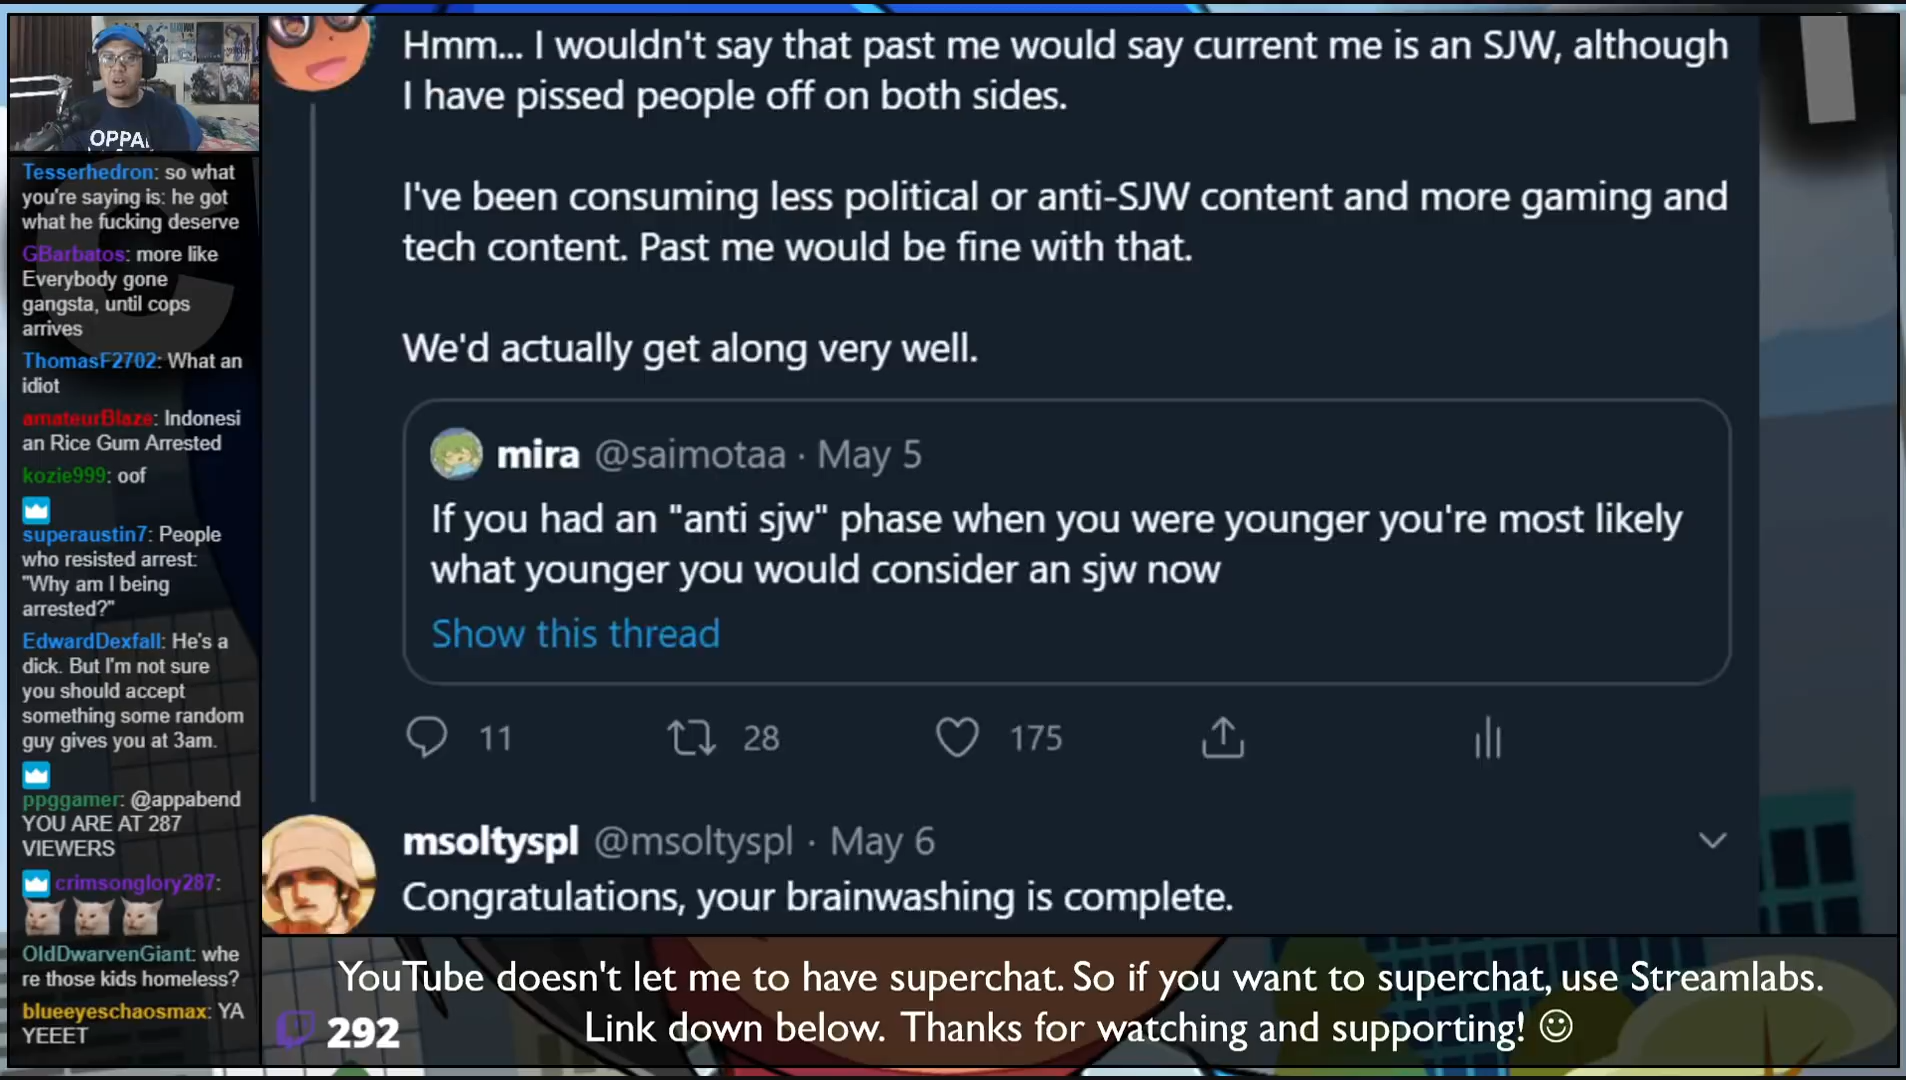 OPPAI
Tesserhedron: so what
you're saying is: he got
what he fucking deserve
GBarbatos: more like
Everybody gone
gangsta, until cops
arrives
ThomasF2702: What an
idiot
amateurBlaze: Indonesi
an Rice Gum Arrested
kozie999: oof
superaustin7: People
who resisted arrest:
"Why am I being
arrested?"
EdwardDexfall: He's a
dick. But I'm not sure
you should accept
something some random
guy gives you at 3am.
ppggamer: @appabend
YOU ARE AT 287
VIEWERS
crimsonglory287:
OldDwarvenGiant: whe
re those kids homeless?
blueeyeschaosmax: YA
YEEET
Hmm... I wouldn't say that past me would say current me is an SJW, although
I have pissed people off on both sides.
I've been consuming less political or anti-SJW content and more gaming and
tech content. Past me would be fine with that.
We'd actually get along very well.
mira @saimotaa · May 5
If you had an "anti sjw" phase when you were younger you're most likely
what younger you would consider an sjw now
Show this thread
11 28 175
msoltyspl @msoltyspl · May 6
Congratulations, your brainwashing is complete.
YouTube doesn't let me to have superchat. So if you want to superchat, use Streamlabs.
Link down below. Thanks for watching and supporting! ☺
292